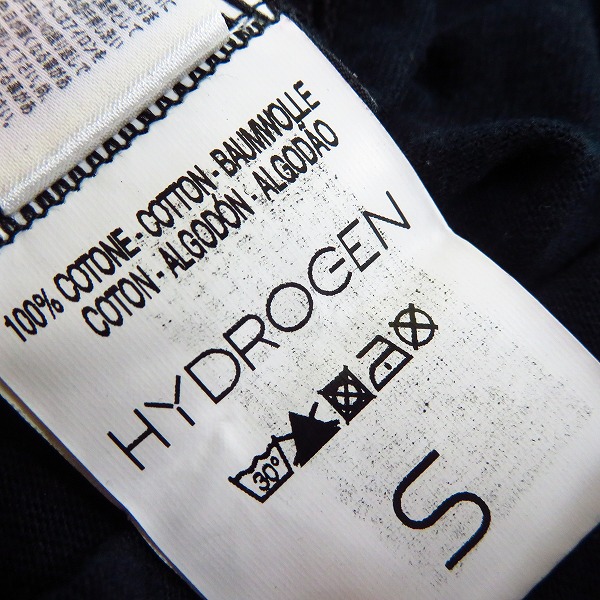 100% COTONE - COTTON - BAUMWOLLE
COTON - ALGODÓN - ALGODÃO
HYDROGEN
30°
S